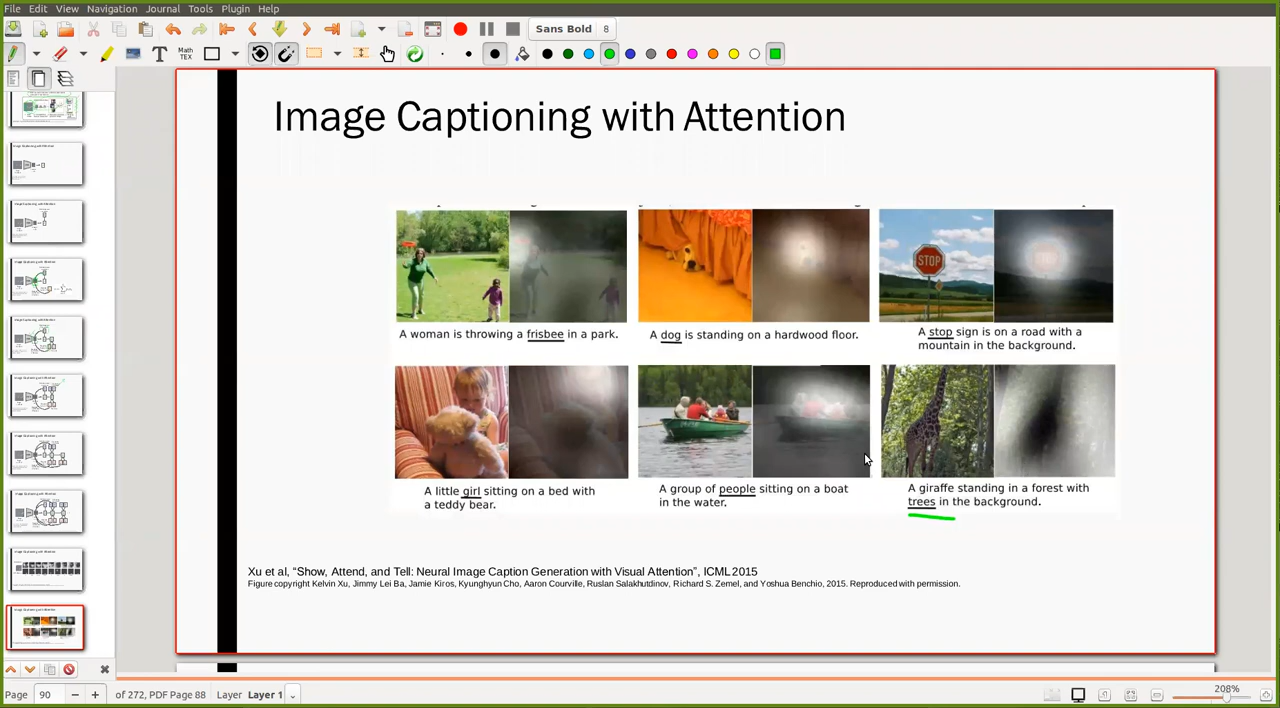 File Edit View Navigation Journal Tools Plugin Help
Sans Bold 8
T Math TEX
Image Captioning with Attention
STOP
STOP
A woman is throwing a frisbee in a park.
A dog is standing on a hardwood floor.
A stop sign is on a road with a
mountain in the background.
A little girl sitting on a bed with
a teddy bear.
A group of people sitting on a boat
in the water.
A giraffe standing in a forest with
trees in the background.
Xu et al, “Show, Attend, and Tell: Neural Image Caption Generation with Visual Attention”, ICML 2015
Figure copyright Kelvin Xu, Jimmy Lei Ba, Jamie Kiros, Kyunghyun Cho, Aaron Courville, Ruslan Salakhutdinov, Richard S. Zemel, and Yoshua Benchio, 2015. Reproduced with permission.
Page 90 of 272, PDF Page 88 Layer Layer 1
208%